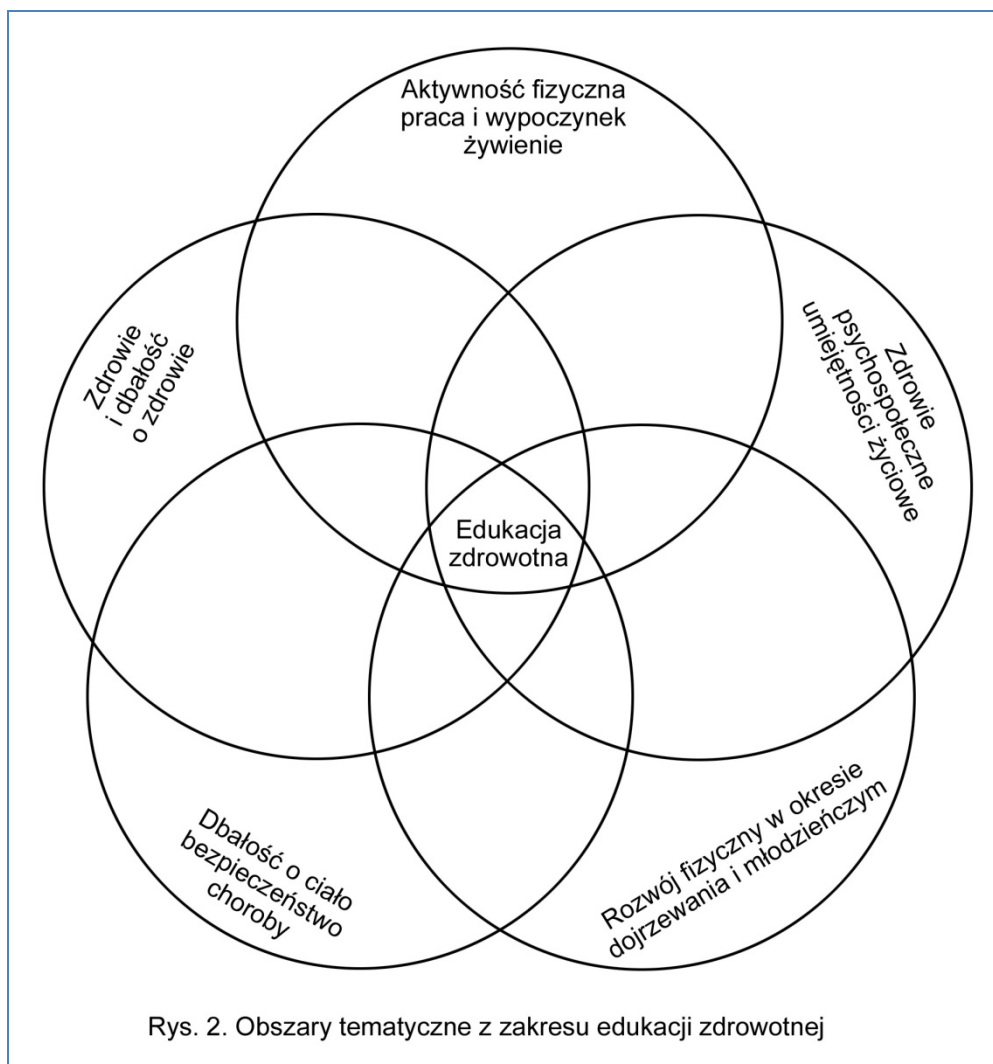 Aktywność fizyczna
praca i wypoczynek
żywienie
Zdrowie
i dbałość
o zdrowie
Zdrowie
psychospołeczne
umiejętności życiowe
Edukacja
zdrowotna
Dbałość o ciało
bezpieczeństwo
choroby
Rozwój fizyczny w okresie
dojrzewania i młodzieńczym
Rys. 2. Obszary tematyczne z zakresu edukacji zdrowotnej